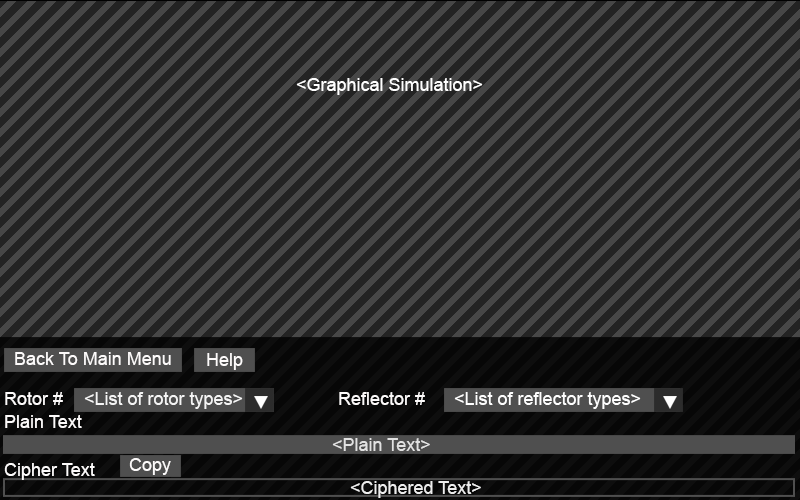 <Graphical Simulation>
Back To Main Menu Help
Rotor # <List of rotor types> ▼ Reflector # <List of reflector types> ▼
Plain Text
<Plain Text>
Cipher Text Copy
<Ciphered Text>